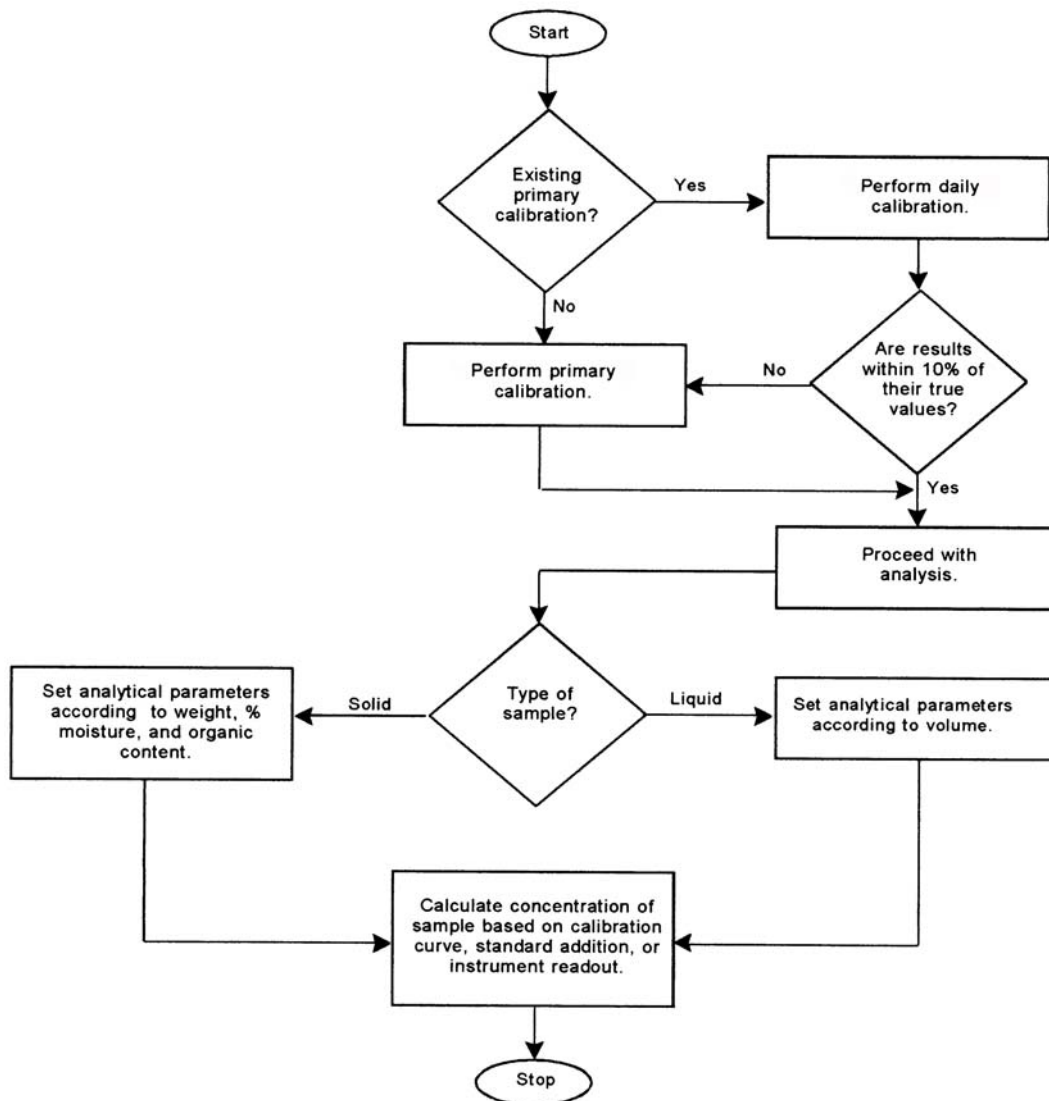 Start
Existing
primary
calibration?
Yes
Perform daily
calibration.
No
Are results
within 10% of
their true
values?
No
Perform primary
calibration.
Yes
Proceed with
analysis.
Type of
sample?
Solid
Liquid
Set analytical parameters
according to weight, %
moisture, and organic
content.
Set analytical parameters
according to volume.
Calculate concentration of
sample based on calibration
curve, standard addition, or
instrument readout.
Stop